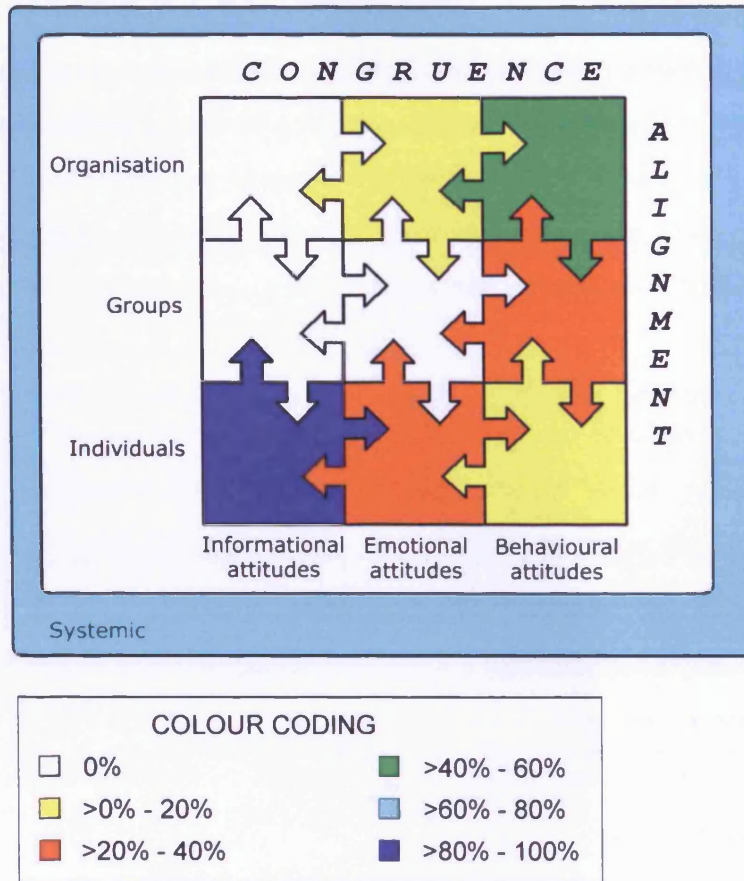 CONGRUENCE
ALIGNMENT
Organisation
Groups
Individuals
Informational
attitudes
Emotional
attitudes
Behavioural
attitudes
Systemic
COLOUR CODING
0%
>0% - 20%
>20% - 40%
>40% - 60%
>60% - 80%
>80% - 100%